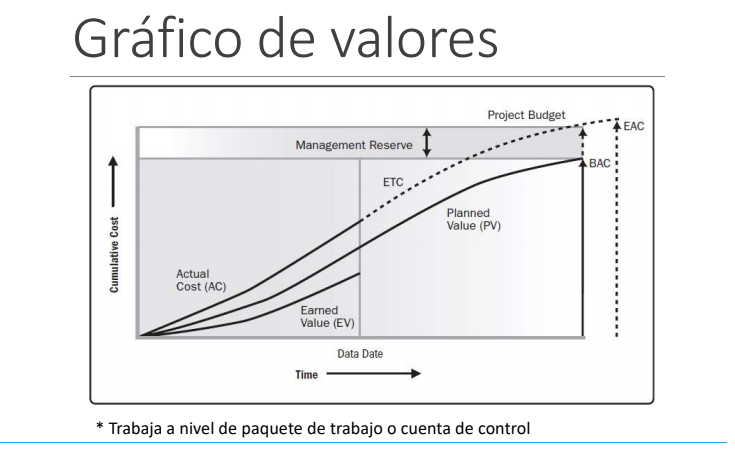 Gráfico de valores
Project Budget
EAC
Management Reserve
BAC
ETC
Planned
Value (PV)
Cumulative Cost
Actual
Cost (AC)
Earned
Value (EV)
Data Date
Time
* Trabaja a nivel de paquete de trabajo o cuenta de control